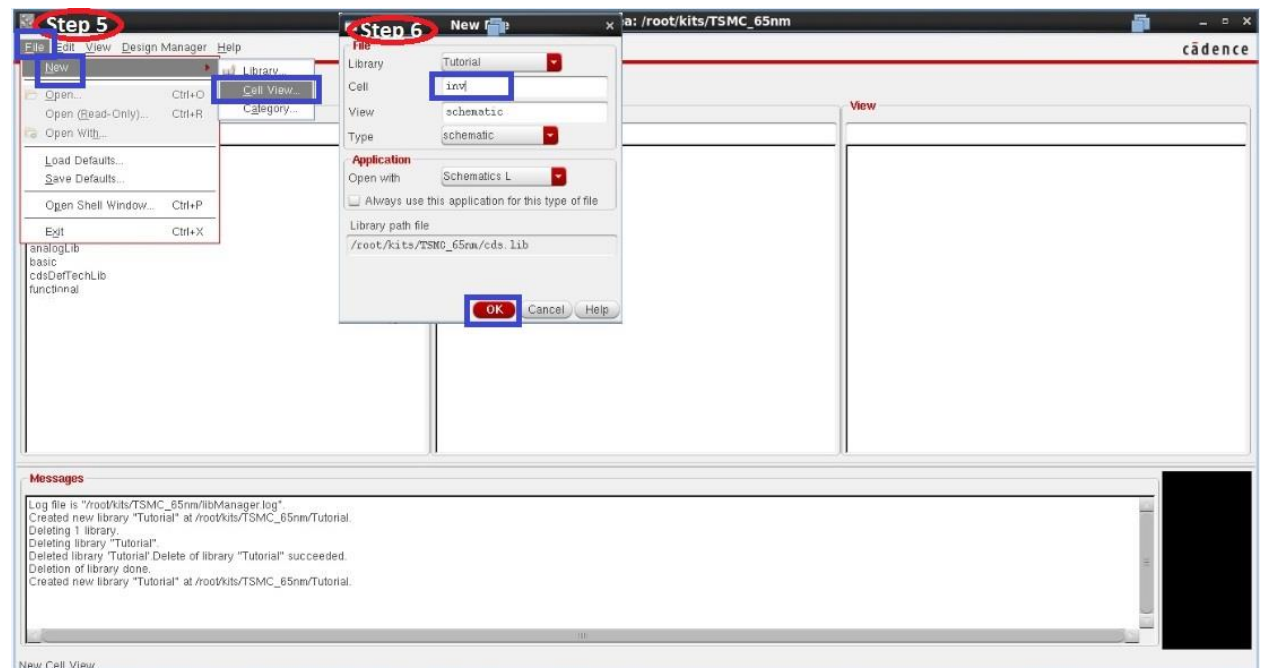 Step 5
Step 6
New F
ea: /root/kits/TSMC_65nm
File Edit View Design Manager Help
cādence
New
Library...
Cell View...
Category...
Open... Ctrl+O
Open (Read-Only)... Ctrl+R
Open With...
Load Defaults...
Save Defaults...
Open Shell Window... Ctrl+P
Exit Ctrl+X
analogLib
basic
cdsDefTechLib
functional
File
Library Tutorial
Cell inv
View schematic
Type schematic
Application
Open with Schematics L
Always use this application for this type of file
Library path file
/root/kits/TSMC_65nm/cds.lib
OK Cancel Help
View
Messages
Log file is "/root/kits/TSMC_65nm/libManager.log".
Created new library "Tutorial" at /root/kits/TSMC_65nm/Tutorial.
Deleting 1 library.
Deleting library "Tutorial".
Deleted library 'Tutorial'.Delete of library "Tutorial" succeeded.
Deletion of library done.
Created new library "Tutorial" at /root/kits/TSMC_65nm/Tutorial.
New Cell View